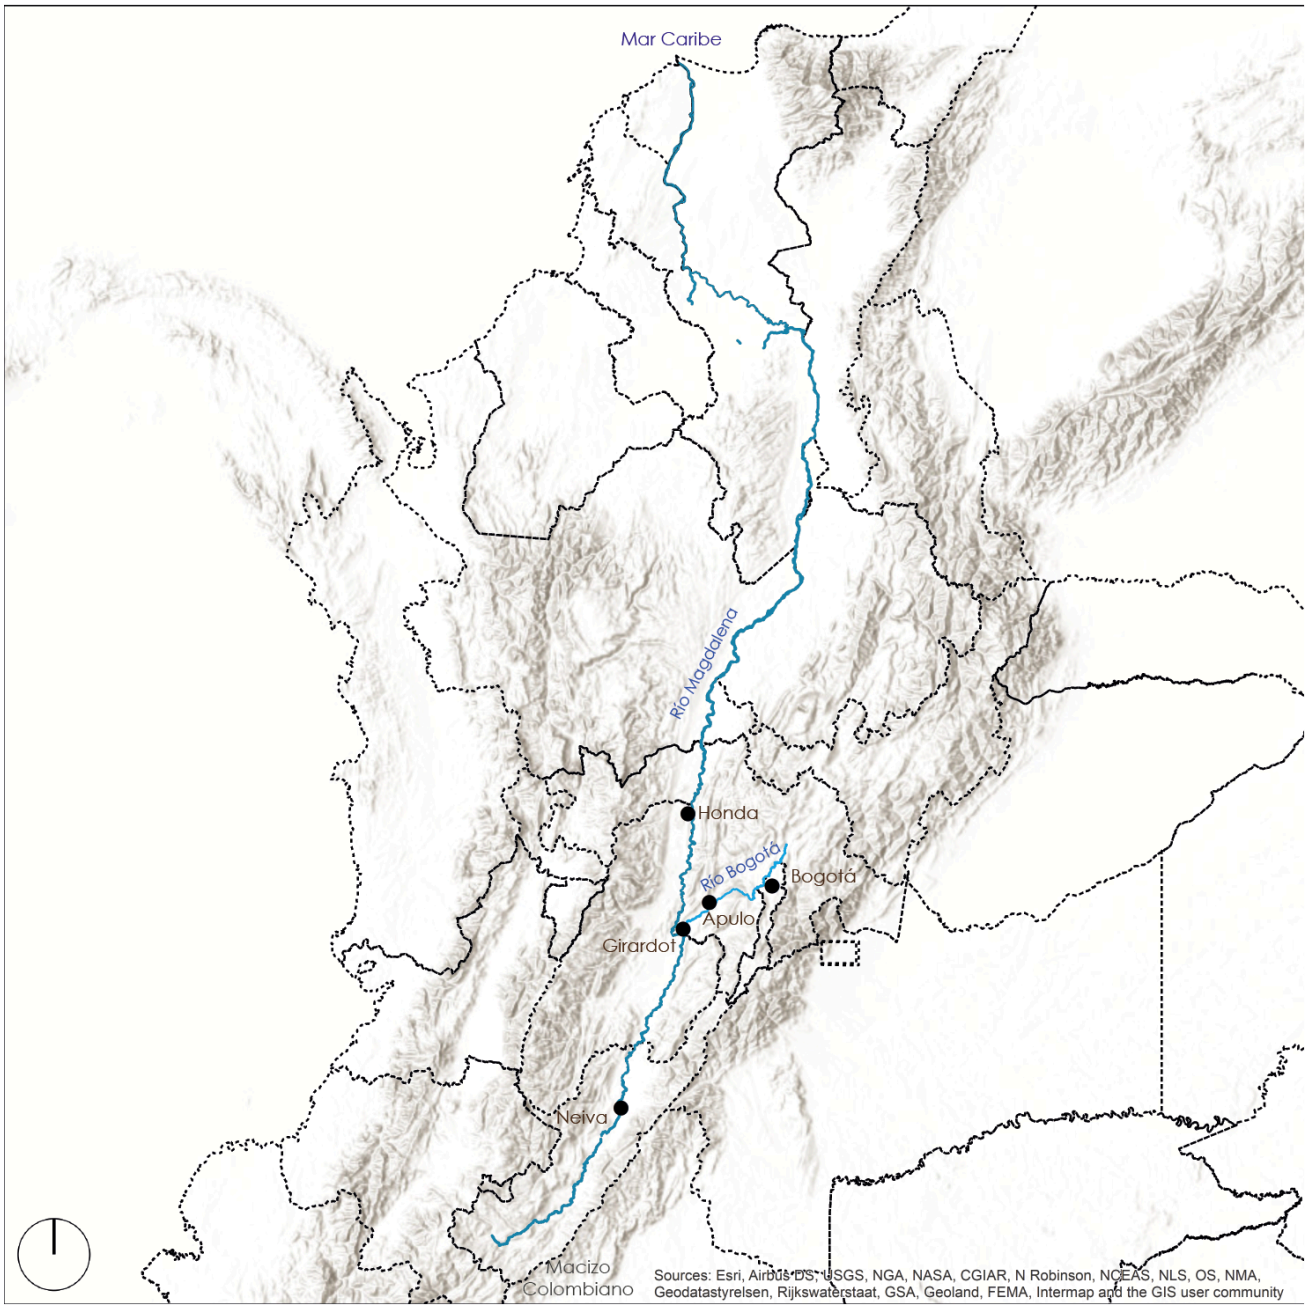 Mar Caribe
Río Magdalena
Honda
Río Bogotá
Bogotá
Apulo
Girardot
Neiva
Macizo
Colombiano
Sources: Esri, Airbus DS, USGS, NGA, NASA, CGIAR, N Robinson, NCEAS, NLS, OS, NMA,
Geodatastyrelsen, Rijkswaterstaat, GSA, Geoland, FEMA, Intermap and the GIS user community